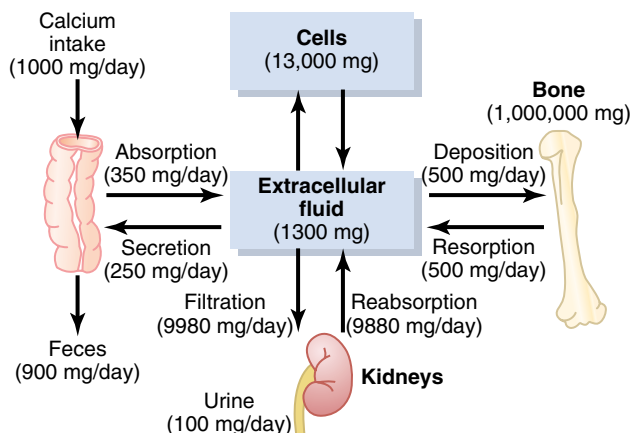 Calcium
intake
(1000 mg/day)
Cells
(13,000 mg)
Bone
(1,000,000 mg)
Absorption
(350 mg/day)
Deposition
(500 mg/day)
Extracellular
fluid
(1300 mg)
Secretion
(250 mg/day)
Resorption
(500 mg/day)
Filtration
(9980 mg/day)
Reabsorption
(9880 mg/day)
Feces
(900 mg/day)
Kidneys
Urine
(100 mg/day)